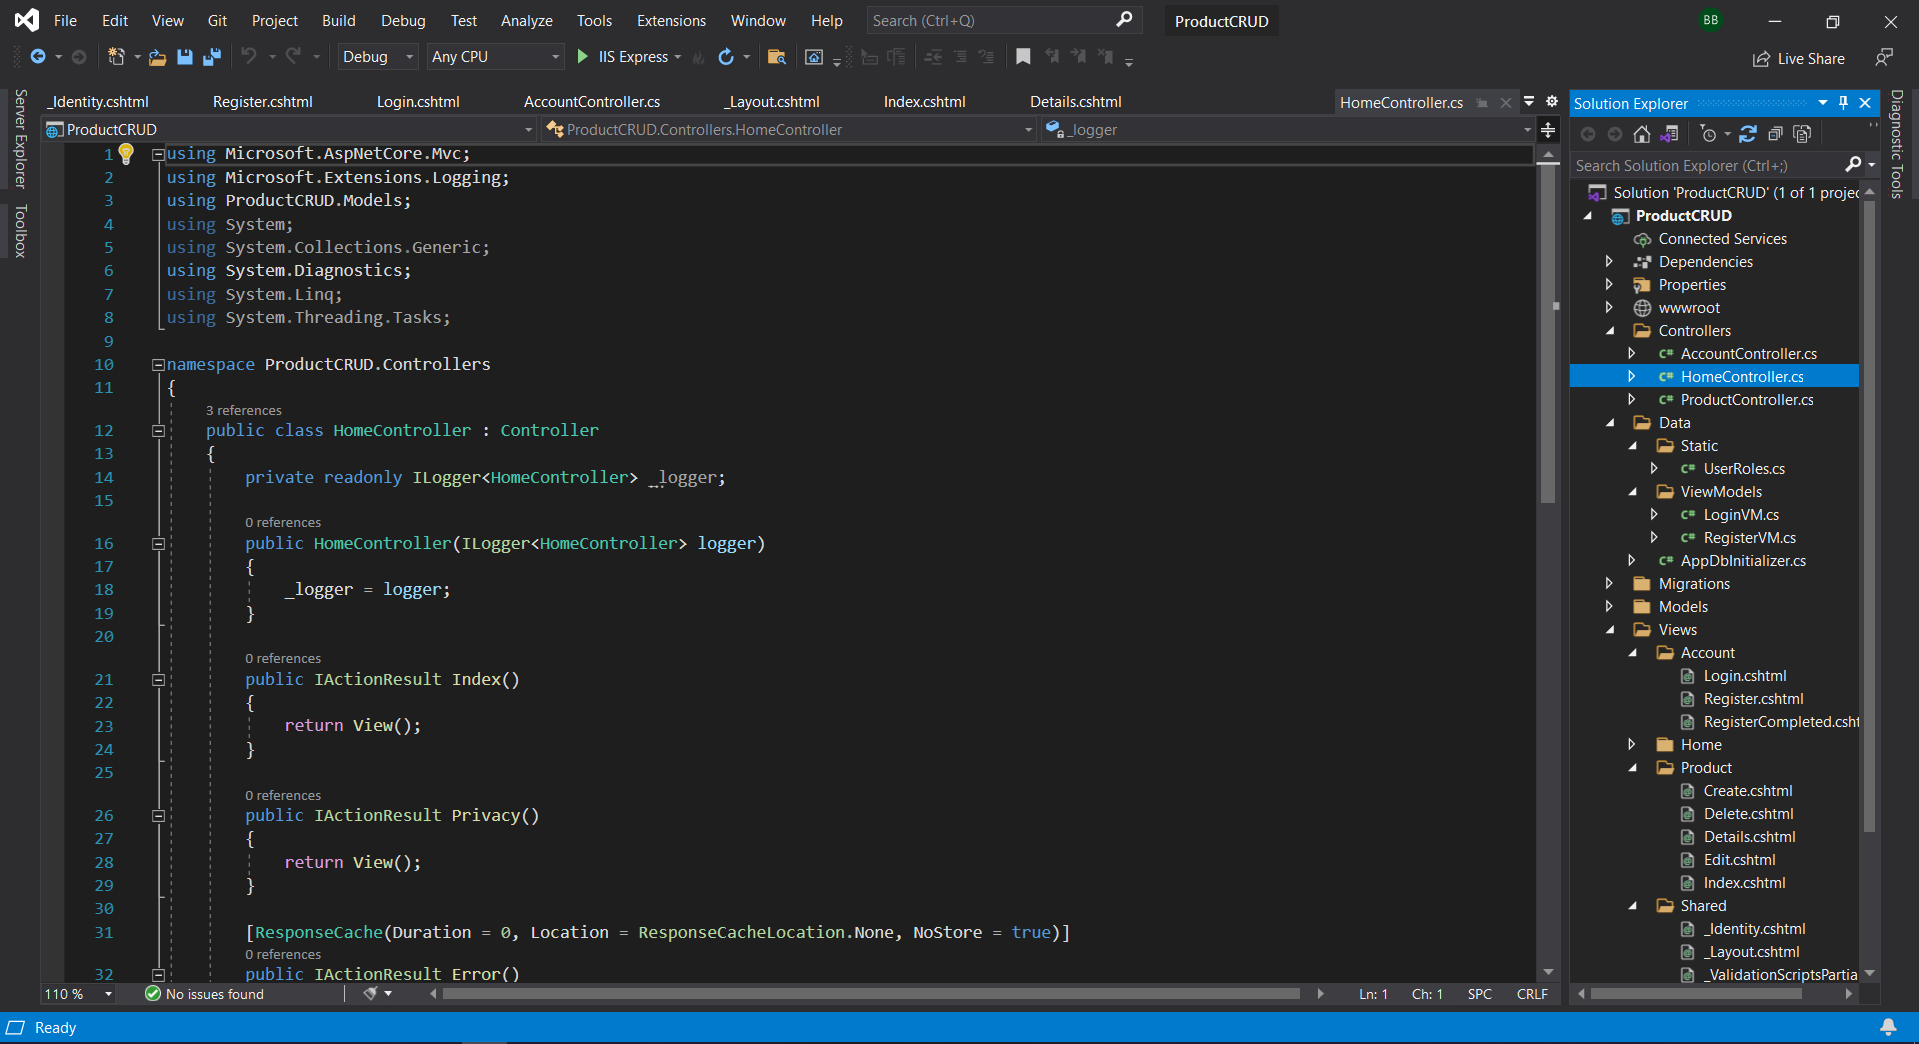 File Edit View Git Project Build Debug Test Analyze Tools Extensions Window Help Search (Ctrl+Q) ProductCRUD BB
Debug Any CPU IIS Express Live Share
Server Explorer
Toolbox
_Identity.cshtml Register.cshtml Login.cshtml AccountController.cs _Layout.cshtml Index.cshtml Details.cshtml HomeController.cs
ProductCRUD ProductCRUD.Controllers.HomeController _logger
1 using Microsoft.AspNetCore.Mvc;
2 using Microsoft.Extensions.Logging;
3 using ProductCRUD.Models;
4 using System;
5 using System.Collections.Generic;
6 using System.Diagnostics;
7 using System.Linq;
8 using System.Threading.Tasks;
9
10 namespace ProductCRUD.Controllers
11 {
3 references
12 public class HomeController : Controller
13 {
14 private readonly ILogger<HomeController> _logger;
15
0 references
16 public HomeController(ILogger<HomeController> logger)
17 {
18 _logger = logger;
19 }
20
0 references
21 public IActionResult Index()
22 {
23 return View();
24 }
25
0 references
26 public IActionResult Privacy()
27 {
28 return View();
29 }
30
31 [ResponseCache(Duration = 0, Location = ResponseCacheLocation.None, NoStore = true)]
0 references
32 public IActionResult Error()
110 % No issues found Ln: 1 Ch: 1 SPC CRLF
Solution Explorer
Search Solution Explorer (Ctrl+;)
Solution 'ProductCRUD' (1 of 1 projec
ProductCRUD
Connected Services
Dependencies
Properties
wwwroot
Controllers
C# AccountController.cs
C# HomeController.cs
C# ProductController.cs
Data
Static
C# UserRoles.cs
ViewModels
C# LoginVM.cs
C# RegisterVM.cs
C# AppDbInitializer.cs
Migrations
Models
Views
Account
Login.cshtml
Register.cshtml
RegisterCompleted.csht
Home
Product
Create.cshtml
Delete.cshtml
Details.cshtml
Edit.cshtml
Index.cshtml
Shared
_Identity.cshtml
_Layout.cshtml
_ValidationScriptsPartia
Diagnostic Tools
Ready